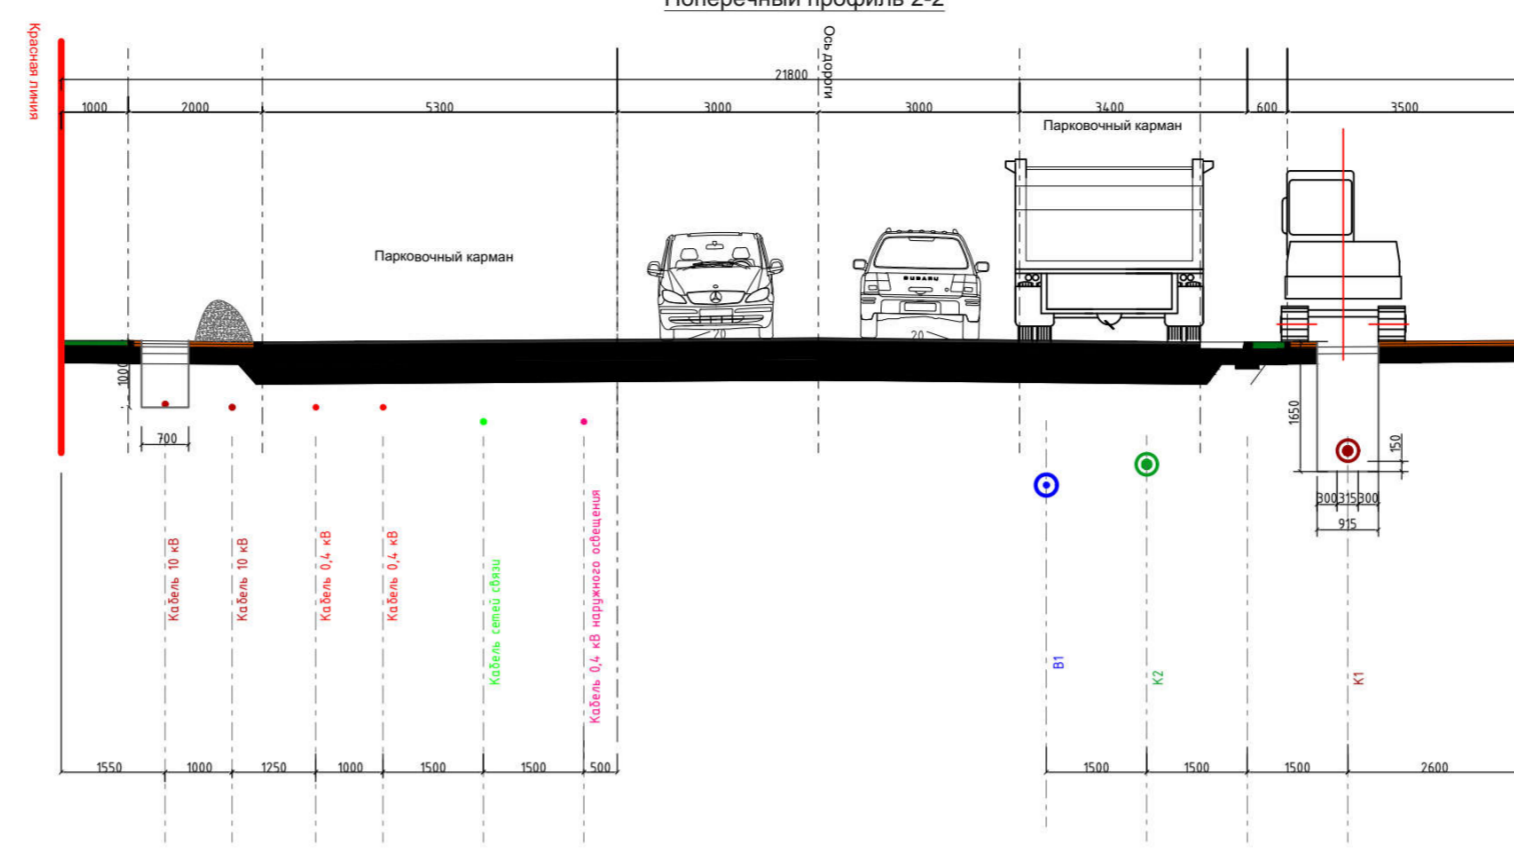 Поперечный профиль 2-2
Красная линия
Ось дороги
21800
1000
2000
5300
3000
3000
3400
600
3500
Парковочный карман
Парковочный карман
SUBARU
20
20
1000
700
1650
150
300
315
300
915
Кабель 10 кВ
Кабель 10 кВ
Кабель 0,4 кВ
Кабель 0,4 кВ
Кабель сетей связи
Кабель 0,4 кВ наружного освещения
В1
К2
К1
1550
1000
1250
1000
1500
1500
500
1500
1500
1500
2600